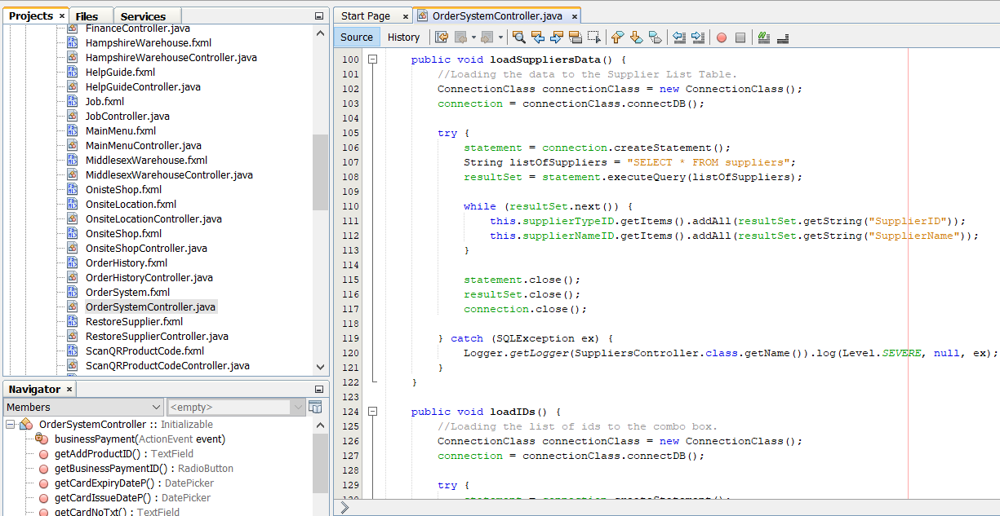 Projects × Files Services
FinanceController.java
HampshireWarehouse.fxml
HampshireWarehouseController.java
HelpGuide.fxml
HelpGuideController.java
Job.fxml
JobController.java
MainMenu.fxml
MainMenuController.java
MiddlesexWarehouse.fxml
MiddlesexWarehouseController.java
OnisteShop.fxml
OnsiteLocation.fxml
OnsiteLocationController.java
OnsiteShop.fxml
OnsiteShopController.java
OrderHistory.fxml
OrderHistoryController.java
OrderSystem.fxml
OrderSystemController.java
RestoreSupplier.fxml
RestoreSupplierController.java
ScanQRProductCode.fxml
ScanQRProductCodeController.java
Navigator ×
Members <empty>
OrderSystemController :: Initializable
businessPayment(ActionEvent event)
getAddProductID() : TextField
getBusinessPaymentID() : RadioButton
getCardExpiryDateP() : DatePicker
getCardIssueDateP() : DatePicker
getCardNoTxt() : TextField
Start Page × OrderSystemController.java ×
Source History
100 public void loadSuppliersData() {
101 //Loading the data to the Supplier List Table.
102 ConnectionClass connectionClass = new ConnectionClass();
103 connection = connectionClass.connectDB();
104
105 try {
106 statement = connection.createStatement();
107 String listOfSuppliers = "SELECT * FROM suppliers";
108 resultSet = statement.executeQuery(listOfSuppliers);
109
110 while (resultSet.next()) {
111 this.supplierTypeID.getItems().addAll(resultSet.getString("SupplierID"));
112 this.supplierNameID.getItems().addAll(resultSet.getString("SupplierName"));
113 }
114
115 statement.close();
116 resultSet.close();
117 connection.close();
118
119 } catch (SQLException ex) {
120 Logger.getLogger(SuppliersController.class.getName()).log(Level.SEVERE, null, ex);
121 }
122 }
123
124 public void loadIDs() {
125 //Loading the list of ids to the combo box.
126 ConnectionClass connectionClass = new ConnectionClass();
127 connection = connectionClass.connectDB();
128
129 try {
130 statement = connection.createStatement();